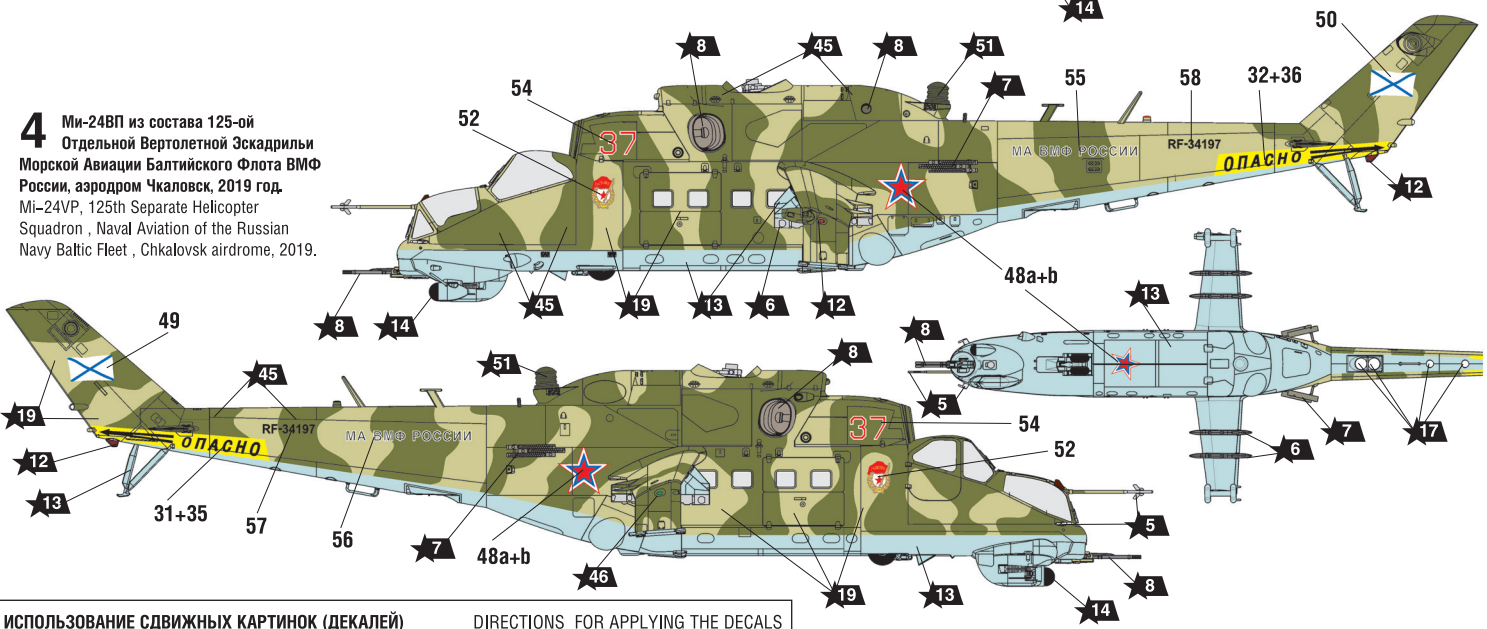 14
50
8
45
8
51
7
55
58
32+36
54
52
4 Ми-24ВП из состава 125-ой
Отдельной Вертолетной Эскадрильи
Морской Авиации Балтийского Флота ВМФ
России, аэродром Чкаловск, 2019 год.
Mi–24VP, 125th Separate Helicopter
Squadron , Naval Aviation of the Russian
Navy Baltic Fleet , Chkalovsk airdrome, 2019.
37
МА ВМФ РОССИИ
RF-34197
ОПАСНО
12
48a+b
13
8
14
45
19
13
6
12
49
45
51
8
8
5
7
17
6
19
RF-34197
МА ВМФ РОССИИ
ОПАСНО
37
54
52
12
13
31+35
57
56
7
48a+b
46
19
13
5
8
14
ИСПОЛЬЗОВАНИЕ СДВИЖНЫХ КАРТИНОК (ДЕКАЛЕЙ)
DIRECTIONS FOR APPLYING THE DECALS